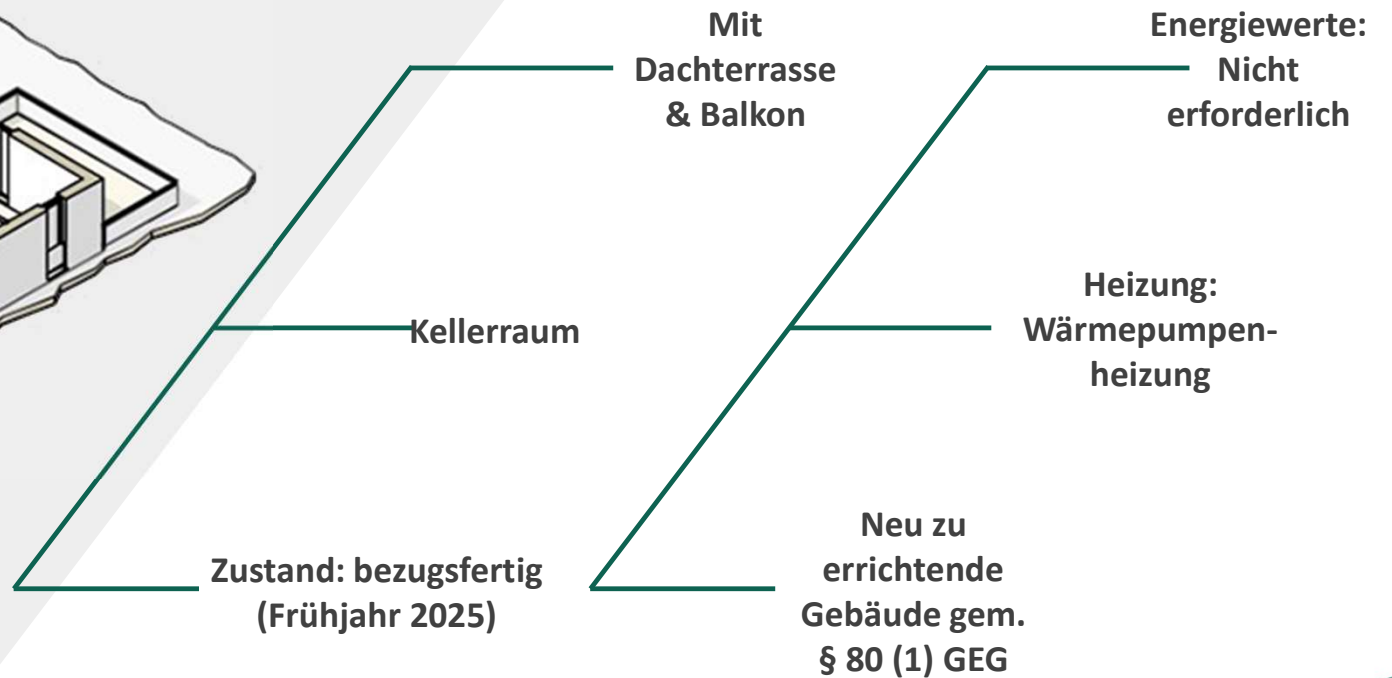 Mit
Dachterrasse
& Balkon
Kellerraum
Zustand: bezugsfertig
(Frühjahr 2025)
Energiewerte:
Nicht
erforderlich
Heizung:
Wärmepumpen-
heizung
Neu zu
errichtende
Gebäude gem.
§ 80 (1) GEG